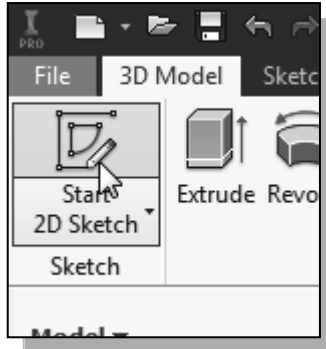 I
PRO
File 3D Model Sketc
Start
2D Sketch
Extrude Revo
Sketch
Model